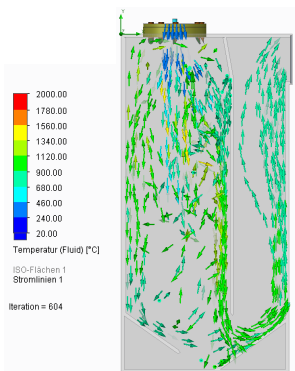 Y
2000.00
1780.00
1560.00
1340.00
1120.00
900.00
680.00
460.00
240.00
20.00
Temperatur (Fluid) [°C]
ISO-Flächen 1
Stromlinien 1
Iteration = 604